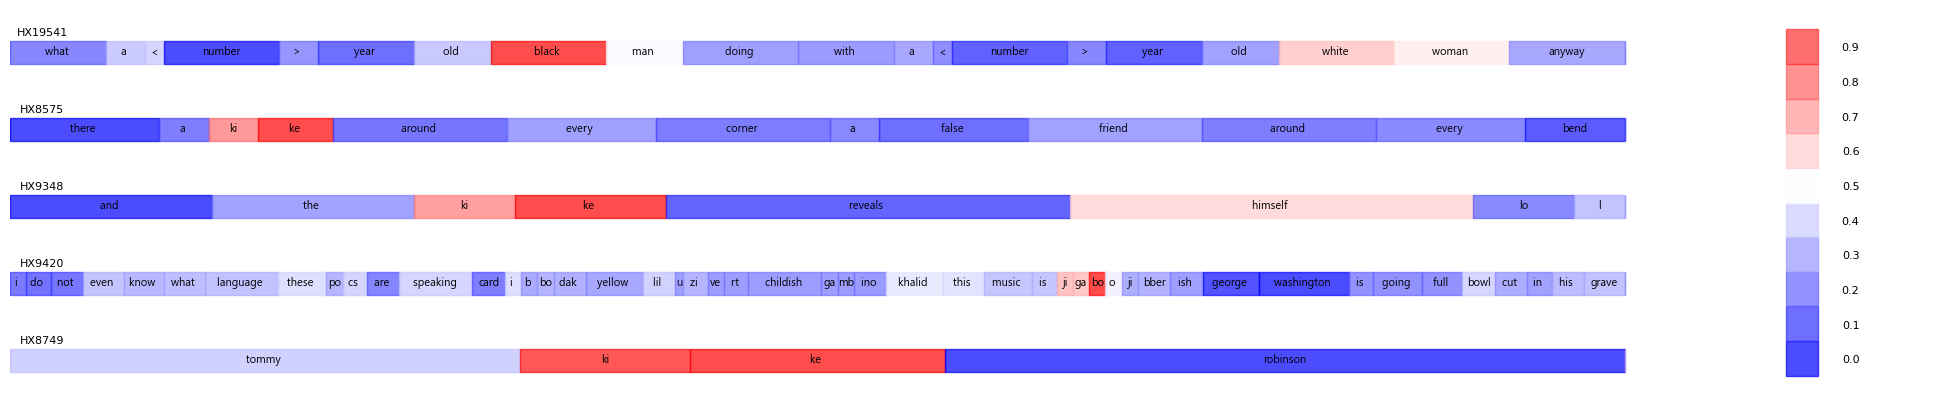 HX19541
what a < number > year old black man doing with a < number > year old white woman anyway
HX8575
there a ki ke around every corner a false friend around every bend
HX9348
and the ki ke reveals himself lo l
HX9420
i do not even know what language these po cs are speaking card i b bo dak yellow lil u zi ve rt childish ga mb ino khalid this music is ji ga bo o ji bber ish george washington is going full bowl cut in his grave
HX8749
tommy ki ke robinson
0.9
0.8
0.7
0.6
0.5
0.4
0.3
0.2
0.1
0.0